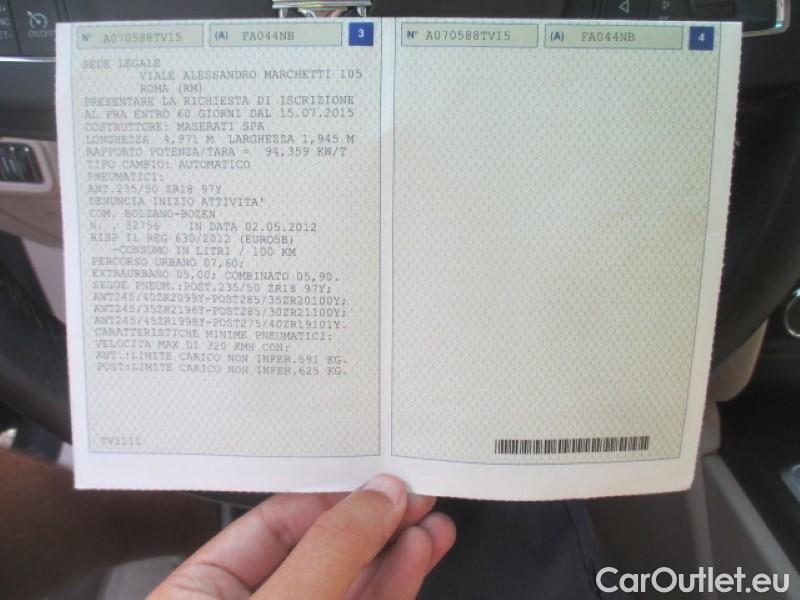 N° A070588TV15 (A) FA044NB 3
SEDE LEGALE
VIALE ALESSANDRO MARCHETTI 105
ROMA (RM)
PRESENTARE LA RICHIESTA DI ISCRIZIONE
AL PRA ENTRO 60 GIORNI DAL 15.07.2015
COSTRUTTORE: MASERATI SPA
LUNGHEZZA 4,971 M LARGHEZZA 1,945 M
RAPPORTO POTENZA/TARA = 94,359 KW/T
TIPO CAMBIO: AUTOMATICO
PNEUMATICI:
ANT.235/50 ZR18 97Y
DENUNCIA INIZIO ATTIVITA'
COM. BOLZANO-BOZEN
N. . 32756 IN DATA 02.05.2012
RISP IL REG 630/2012 (EURO5B)
-CONSUMO IN LITRI / 100 KM
PERCORSO URBANO 07,60;
EXTRAURBANO 05,00; COMBINATO 05,90.
SEGUE PNEUM.:POST.235/50 ZR18 97Y;
ANT245/40ZR2099Y-POST285/35ZR20100Y;
ANT245/35ZR2196Y-POST285/30ZR21100Y;
ANT245/45ZR1998Y-POST275/40ZR19101Y.
CARATTERISTICHE MINIME PNEUMATICI:
VELOCITA MAX DI 320 KMH CON:
ANT.:LIMITE CARICO NON INFER.591 KG.
POST:LIMITE CARICO NON INFER.625 KG.
TV1111
N° A070588TV15 (A) FA044NB 4
ON/OFF
CarOutlet.eu